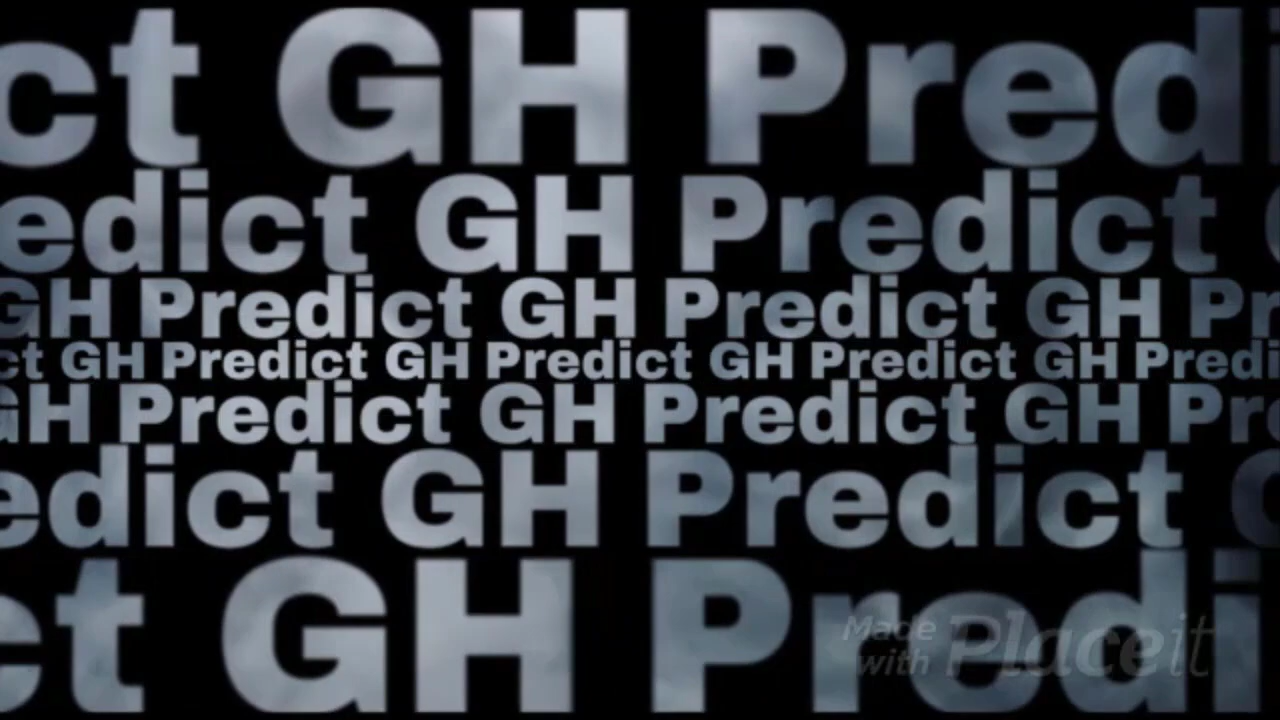 ct GH Predi
edict GH Predict
GH Predict GH Predict GH Pr
ct GH Predict GH Predict GH Predict GH Predi
GH Predict GH Predict GH Pre
edict GH Predict G
ct GH Predi
Made with Placeit